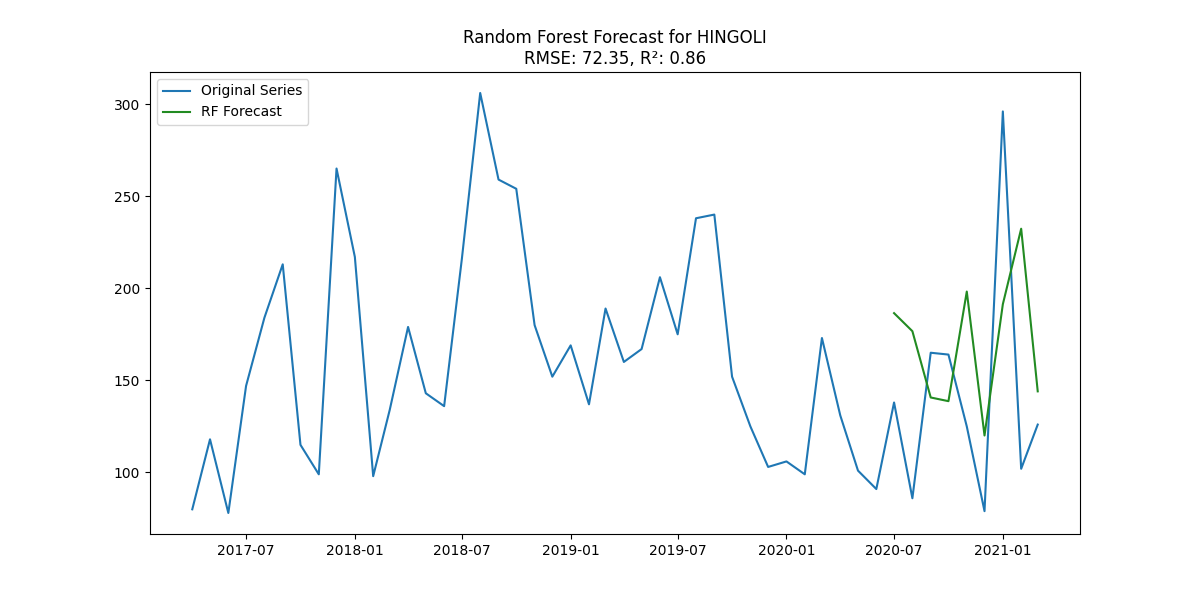 Random Forest Forecast for HINGOLI
RMSE: 72.35, R²: 0.86
Original Series
RF Forecast
300
250
200
150
100
2017-07 2018-01 2018-07 2019-01 2019-07 2020-01 2020-07 2021-01